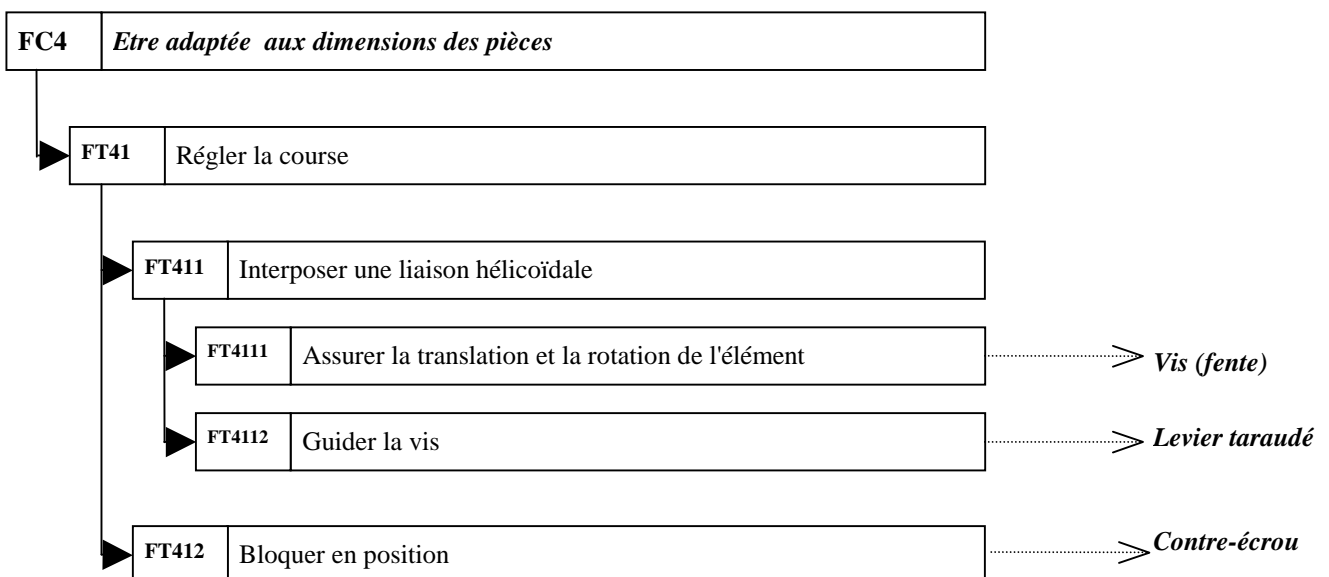 FC4 Etre adaptée aux dimensions des pièces
FT41 Régler la course
FT411 Interposer une liaison hélicoïdale
FT4111 Assurer la translation et la rotation de l'élément Vis (fente)
FT4112 Guider la vis Levier taraudé
FT412 Bloquer en position Contre-écrou